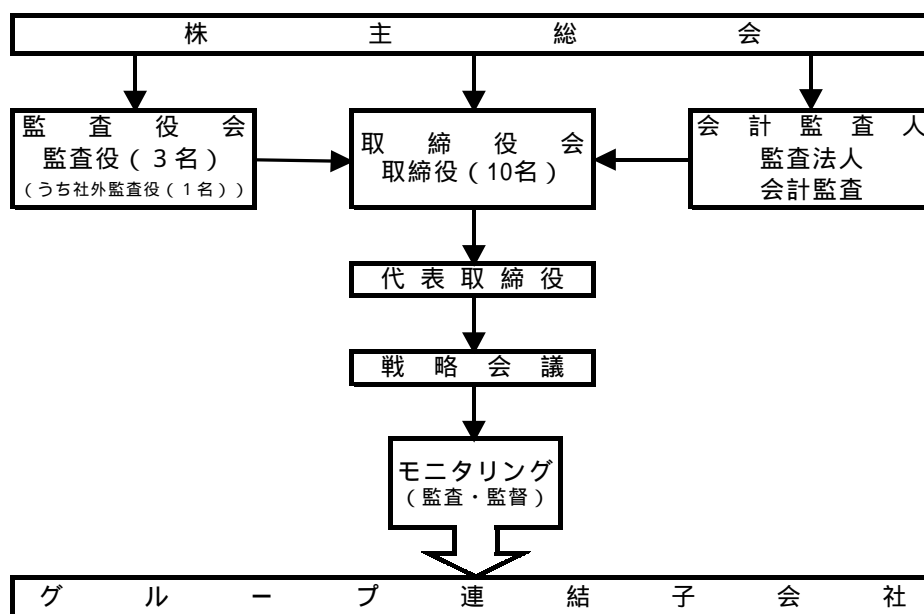 株主総会
監査役会
監査役（3名）
（うち社外監査役（1名））
取締役会
取締役（10名）
会計監査人
監査法人
会計監査
代表取締役
戦略会議
モニタリング
（監査・監督）
グループ連結子会社